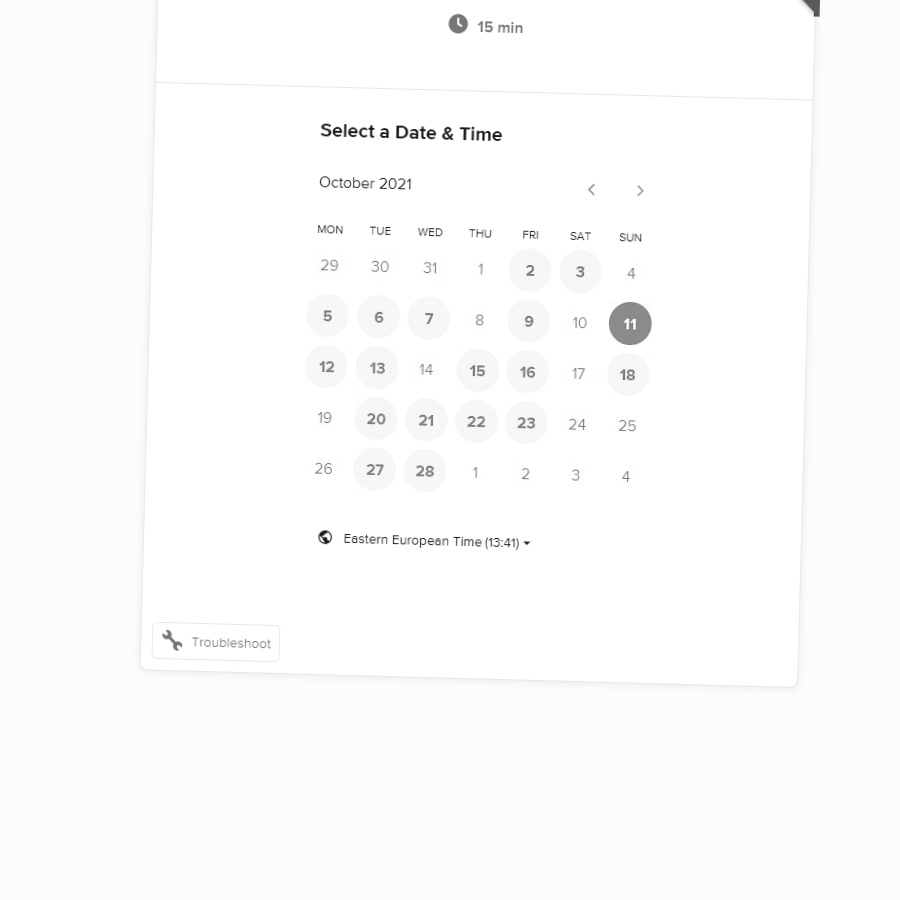 15 min
Select a Date & Time
October 2021
MON TUE WED THU FRI SAT SUN
29 30 31 1 2 3 4
5 6 7 8 9 10 11
12 13 14 15 16 17 18
19 20 21 22 23 24 25
26 27 28 1 2 3 4
Eastern European Time (13:41)
Troubleshoot